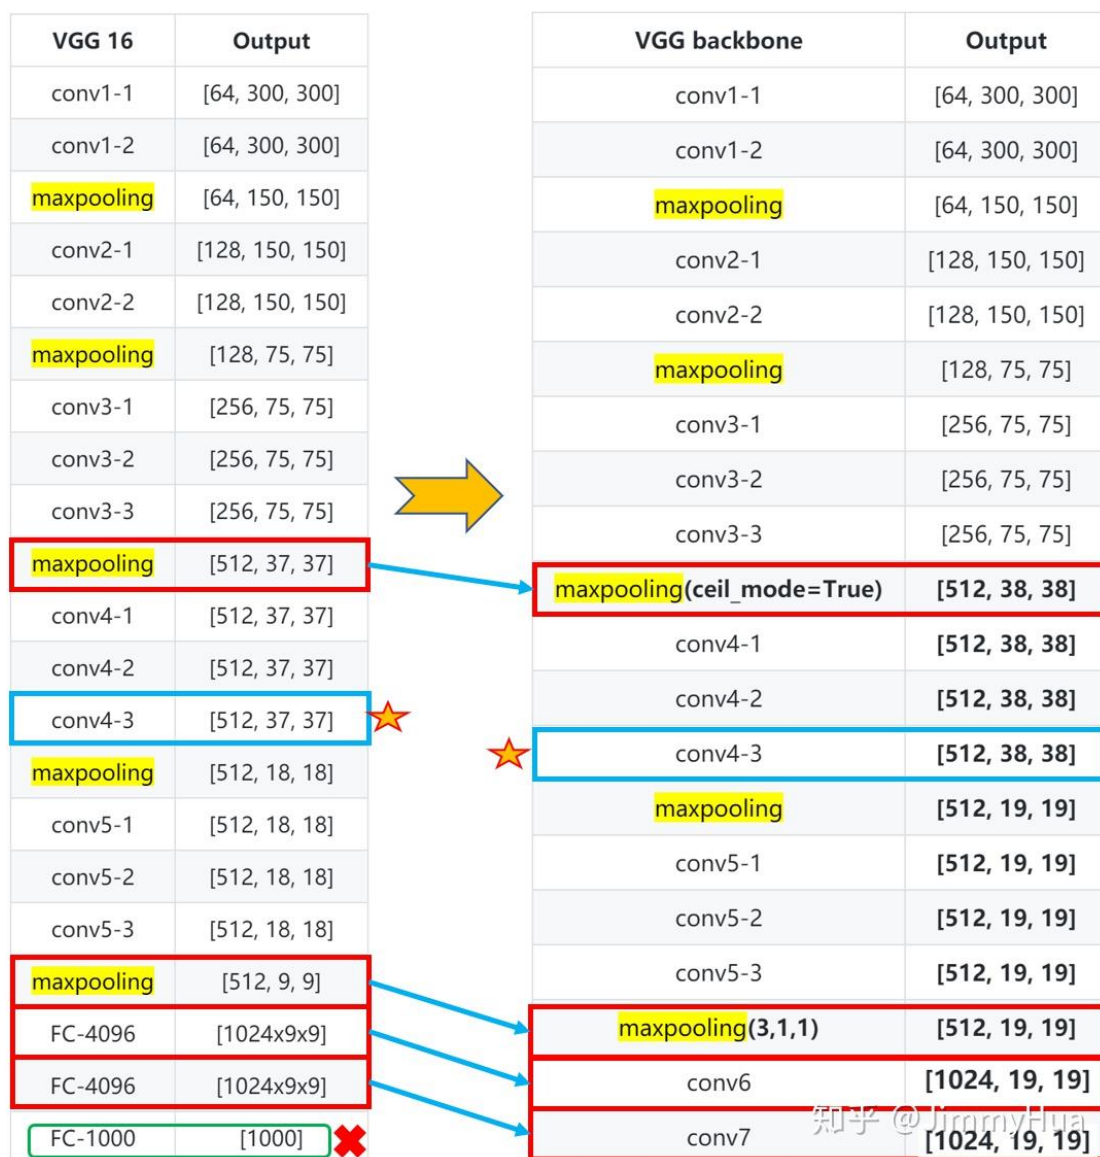 VGG 16 Output
conv1-1 [64, 300, 300]
conv1-2 [64, 300, 300]
maxpooling [64, 150, 150]
conv2-1 [128, 150, 150]
conv2-2 [128, 150, 150]
maxpooling [128, 75, 75]
conv3-1 [256, 75, 75]
conv3-2 [256, 75, 75]
conv3-3 [256, 75, 75]
maxpooling [512, 37, 37]
conv4-1 [512, 37, 37]
conv4-2 [512, 37, 37]
conv4-3 [512, 37, 37]
maxpooling [512, 18, 18]
conv5-1 [512, 18, 18]
conv5-2 [512, 18, 18]
conv5-3 [512, 18, 18]
maxpooling [512, 9, 9]
FC-4096 [1024x9x9]
FC-4096 [1024x9x9]
FC-1000 [1000]
VGG backbone Output
conv1-1 [64, 300, 300]
conv1-2 [64, 300, 300]
maxpooling [64, 150, 150]
conv2-1 [128, 150, 150]
conv2-2 [128, 150, 150]
maxpooling [128, 75, 75]
conv3-1 [256, 75, 75]
conv3-2 [256, 75, 75]
conv3-3 [256, 75, 75]
maxpooling(ceil_mode=True) [512, 38, 38]
conv4-1 [512, 38, 38]
conv4-2 [512, 38, 38]
conv4-3 [512, 38, 38]
maxpooling [512, 19, 19]
conv5-1 [512, 19, 19]
conv5-2 [512, 19, 19]
conv5-3 [512, 19, 19]
maxpooling(3,1,1) [512, 19, 19]
conv6 [1024, 19, 19]
conv7 [1024, 19, 19]
知乎 @JimmyHua